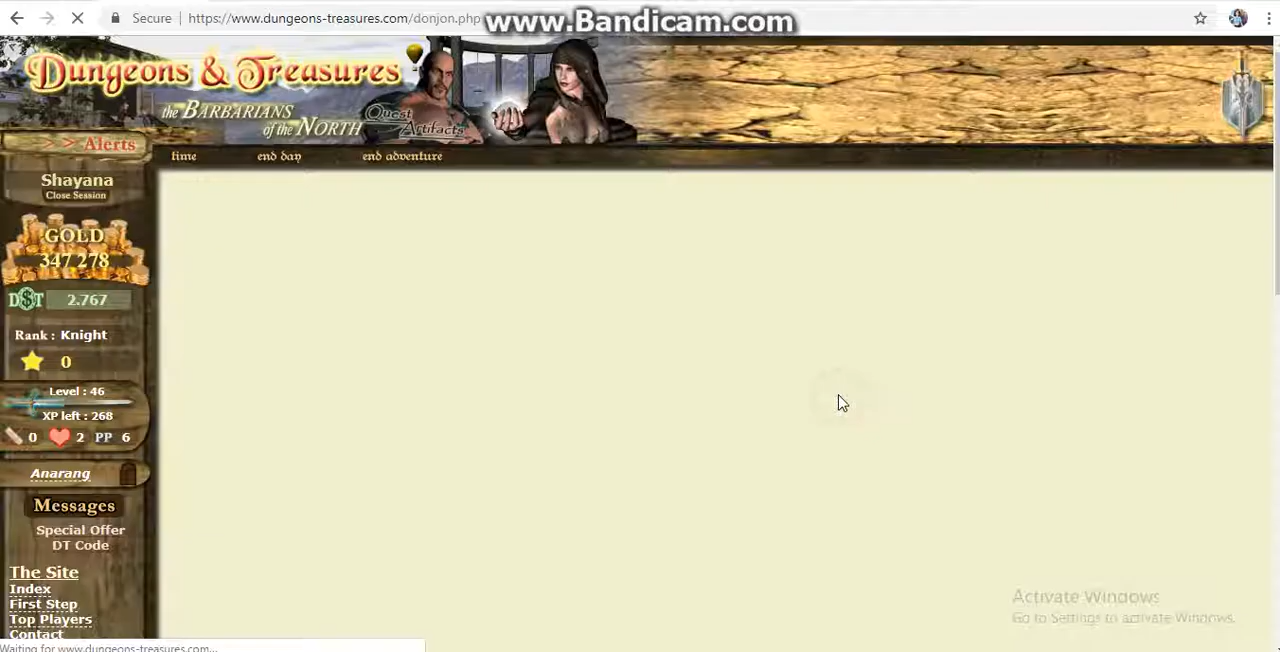 Secure https://www.dungeons-treasures.com/donjon.php
www.Bandicam.com
Dungeons & Treasures
the BARBARIANS
of the NORTH
Quest
Artifacts
> > Alerts
time end day end adventure
Shayana
Close Session
GOLD
347 278
D$T 2.767
Rank : Knight
0
Level : 46
XP left : 268
0 2 PP 6
Anarang
Messages
Special Offer
DT Code
The Site
Index
First Step
Top Players
Contact
Activate Windows
Go to Settings to activate Windows.
Waiting for www.dungeons-treasures.com...